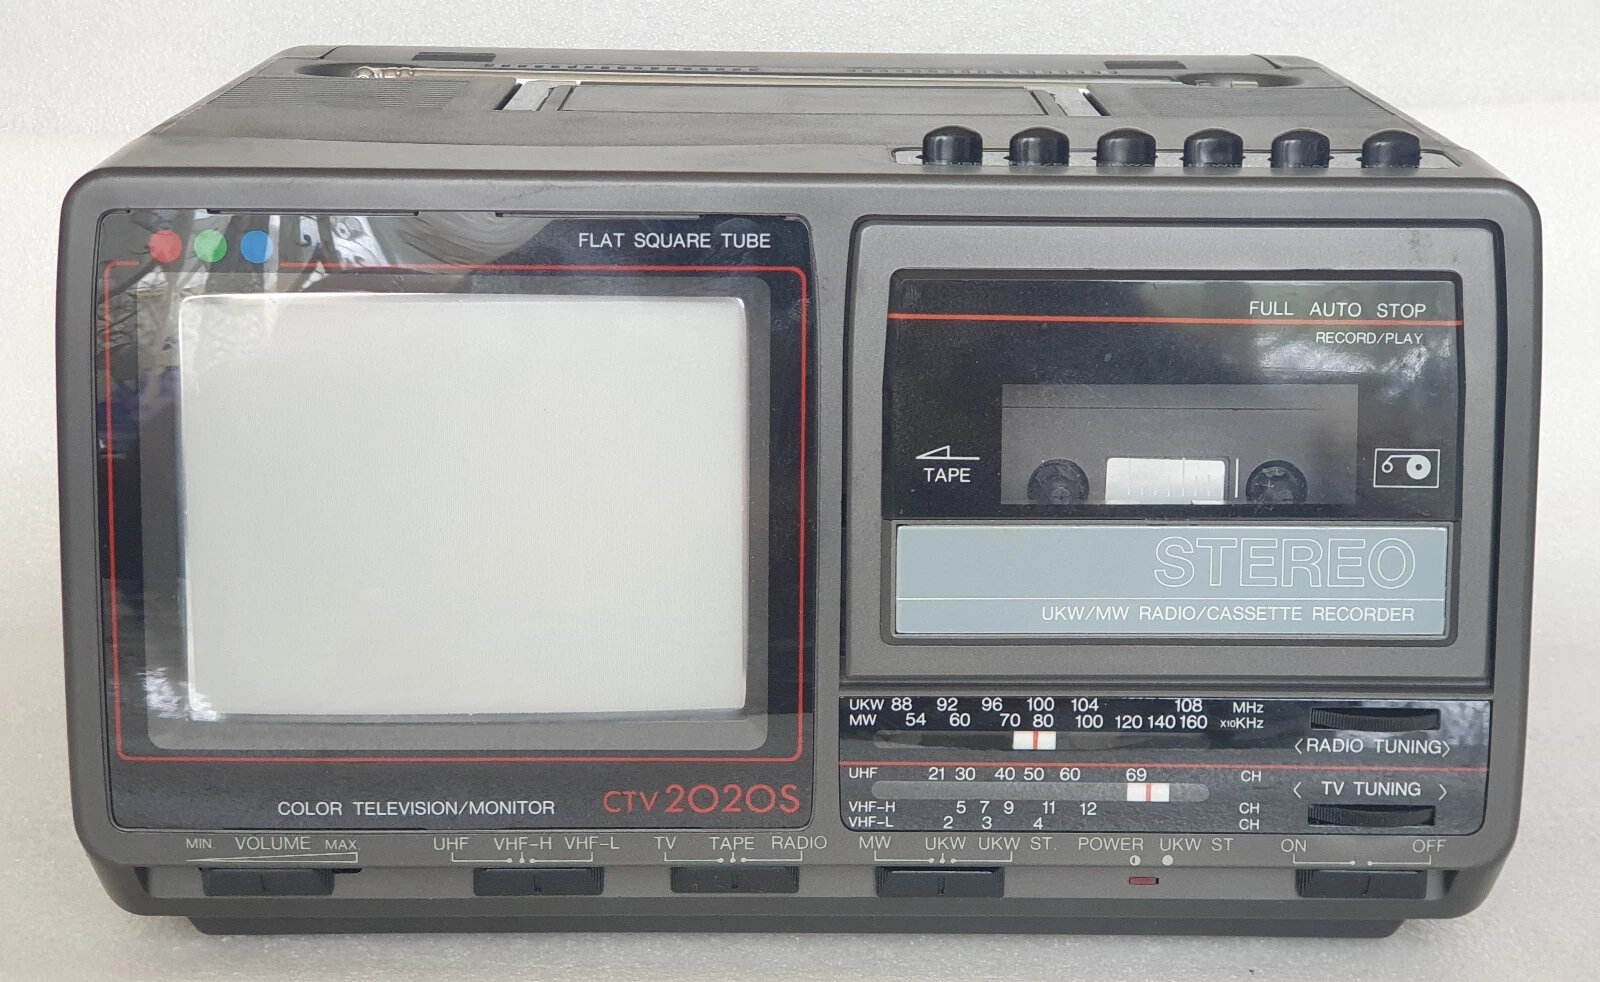 FLAT SQUARE TUBE
COLOR TELEVISION/MONITOR
CTV 2020S
FULL AUTO STOP
RECORD/PLAY
TAPE
STEREO
UKW/MW RADIO/CASSETTE RECORDER
UKW 88 92 96 100 104 108 MHz
MW 54 60 70 80 100 120 140 160 x10KHz
<RADIO TUNING>
UHF 21 30 40 50 60 69 CH
< TV TUNING >
VHF-H 5 7 9 11 12 CH
VHF-L 2 3 4 CH
MIN. VOLUME MAX. UHF VHF-H VHF-L TV TAPE RADIO MW UKW UKW ST. POWER UKW ST ON OFF